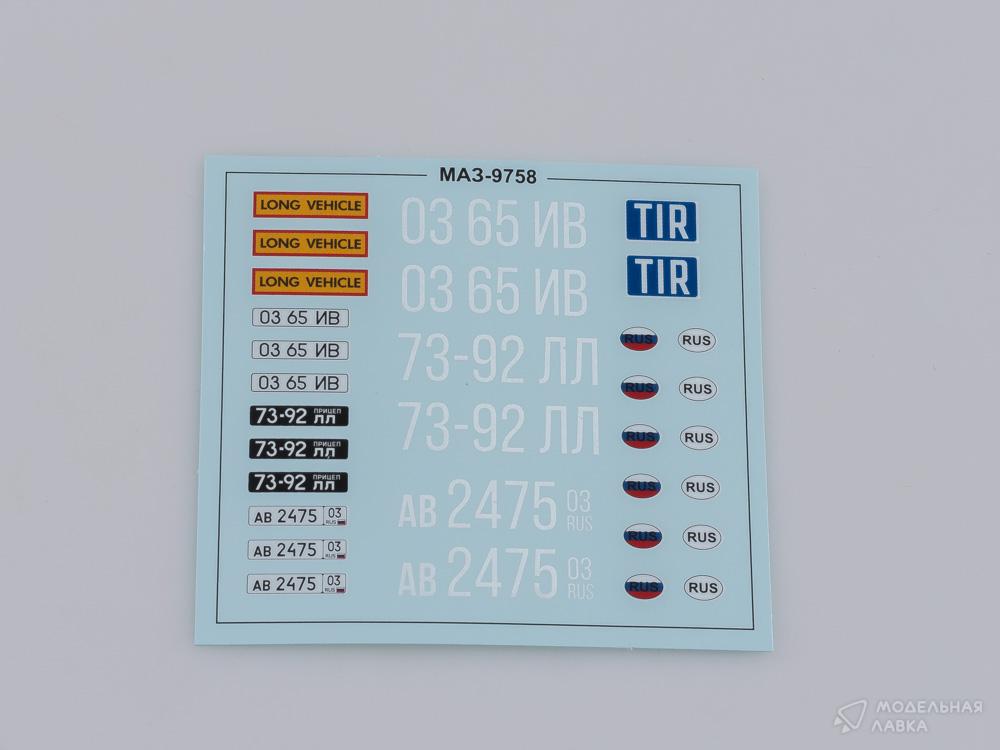 МАЗ-9758
LONG VEHICLE
LONG VEHICLE
LONG VEHICLE
03 65 ИВ
03 65 ИВ
03 65 ИВ
73-92 ПРИЦЕП ЛЛ
73-92 ПРИЦЕП ЛЛ
73-92 ПРИЦЕП ЛЛ
АВ 2475 03 RUS
АВ 2475 03 RUS
АВ 2475 03 RUS
03 65 ИВ
03 65 ИВ
73-92 ЛЛ
73-92 ЛЛ
АВ 2475 03 RUS
АВ 2475 03 RUS
TIR
TIR
RUS RUS
RUS RUS
RUS RUS
RUS RUS
RUS RUS
RUS RUS
МОДЕЛЬНАЯ
ЛАВКА